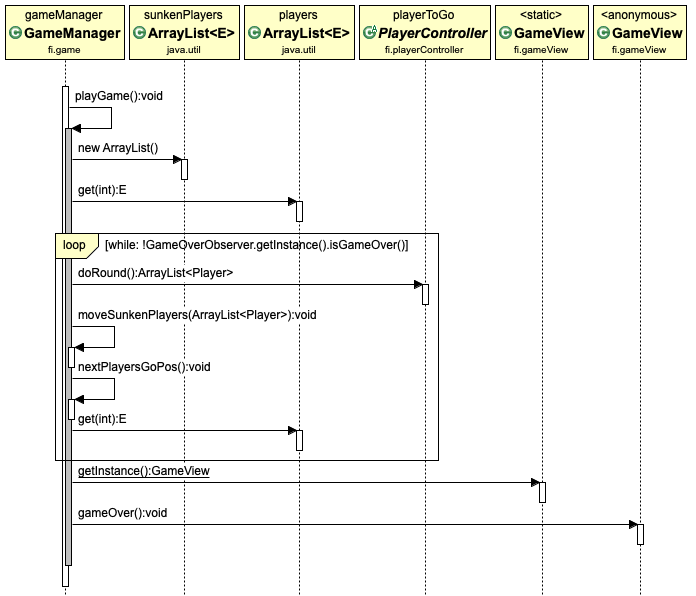 gameManager
GameManager
fi.game
sunkenPlayers
ArrayList<E>
java.util
players
ArrayList<E>
java.util
playerToGo
PlayerController
fi.playerController
<static>
GameView
fi.gameView
<anonymous>
GameView
fi.gameView
playGame():void
new ArrayList()
get(int):E
loop
[while: !GameOverObserver.getInstance().isGameOver()]
doRound():ArrayList<Player>
moveSunkenPlayers(ArrayList<Player>):void
nextPlayersGoPos():void
get(int):E
getInstance():GameView
gameOver():void